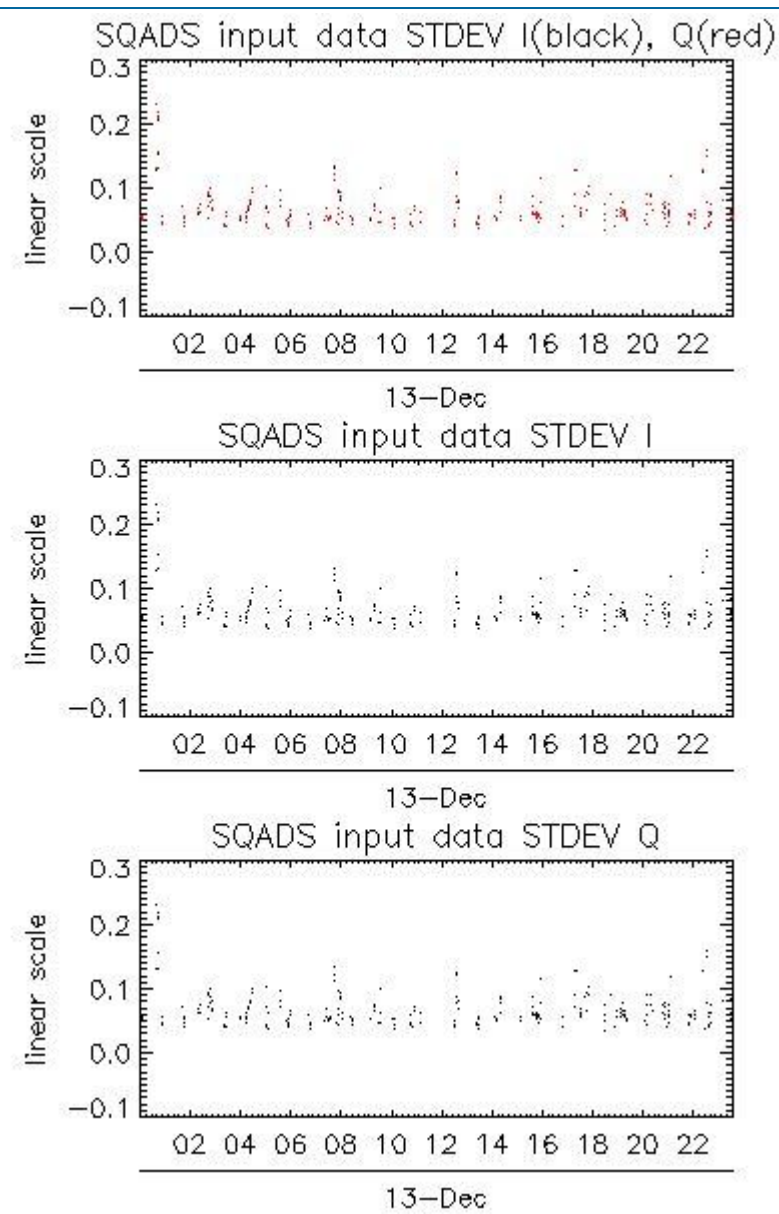 SQADS input data STDEV I(black), Q(red)
0.3
0.2
0.1
0.0
−0.1
linear scale
02 04 06 08 10 12 14 16 18 20 22
13−Dec
SQADS input data STDEV I
0.3
0.2
0.1
0.0
−0.1
linear scale
02 04 06 08 10 12 14 16 18 20 22
13−Dec
SQADS input data STDEV Q
0.3
0.2
0.1
0.0
−0.1
linear scale
02 04 06 08 10 12 14 16 18 20 22
13−Dec